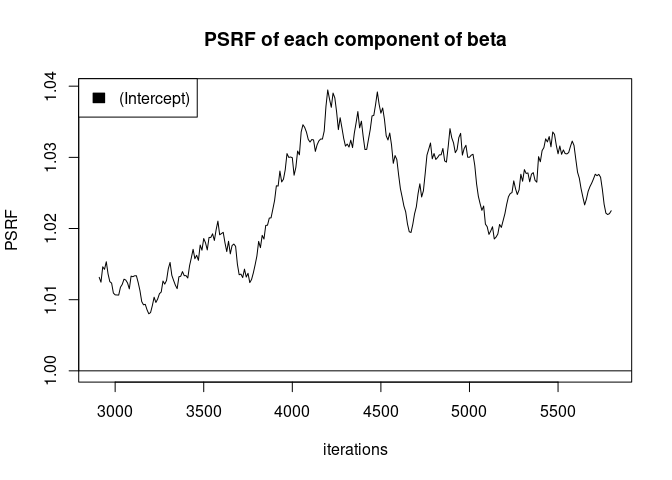 PSRF of each component of beta
(Intercept)
PSRF
1.04
1.03
1.02
1.01
1.00
3000 3500 4000 4500 5000 5500
iterations